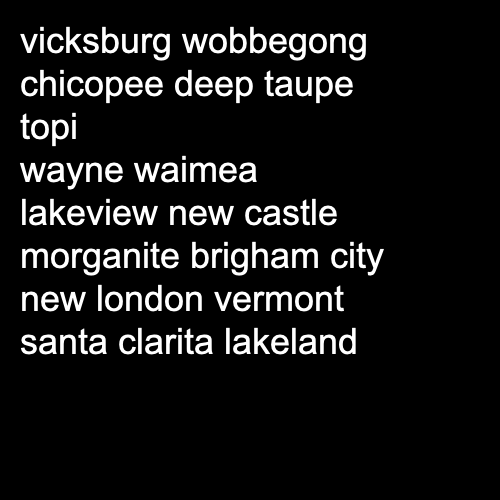 vicksburg wobbegong
chicopee deep taupe
topi
wayne waimea
lakeview new castle
morganite brigham city
new london vermont
santa clarita lakeland